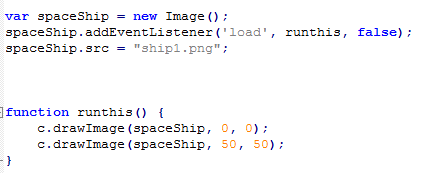 var spaceShip = new Image();
spaceShip.addEventListener('load', runthis, false);
spaceShip.src = "ship1.png";
function runthis() {
c.drawImage(spaceShip, 0, 0);
c.drawImage(spaceShip, 50, 50);
}